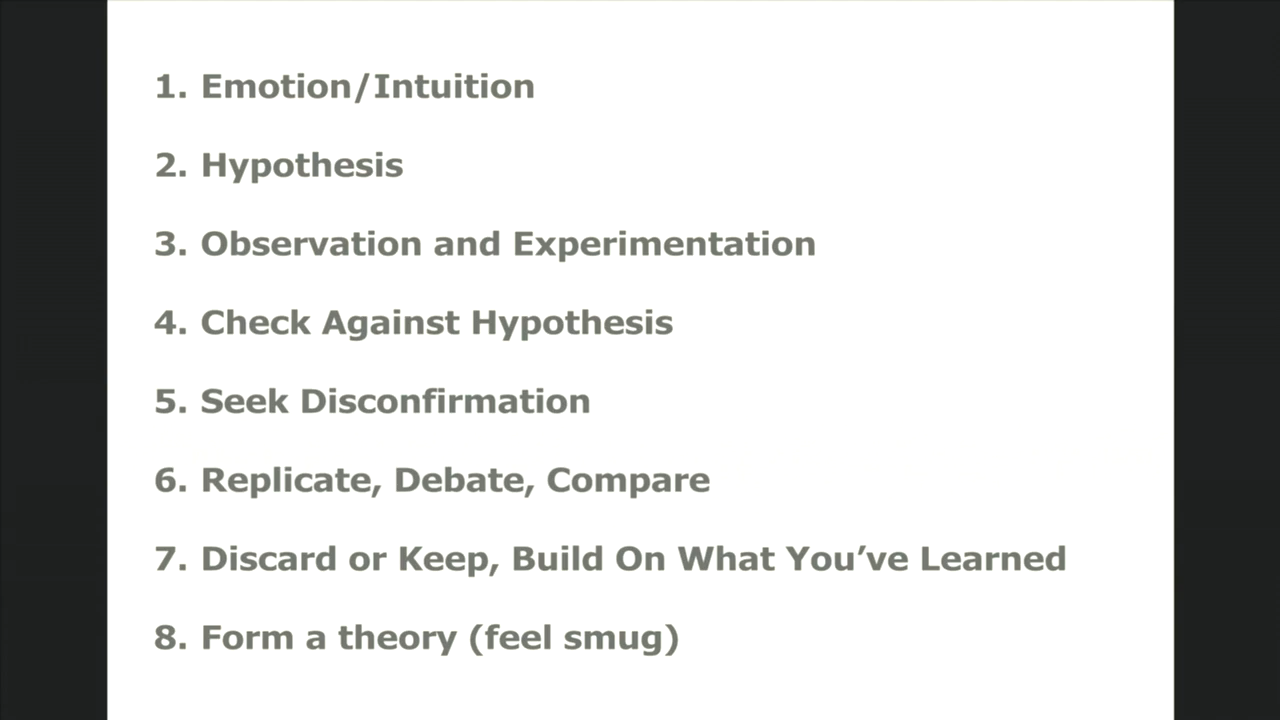 1. Emotion/Intuition
2. Hypothesis
3. Observation and Experimentation
4. Check Against Hypothesis
5. Seek Disconfirmation
6. Replicate, Debate, Compare
7. Discard or Keep, Build On What You’ve Learned
8. Form a theory (feel smug)